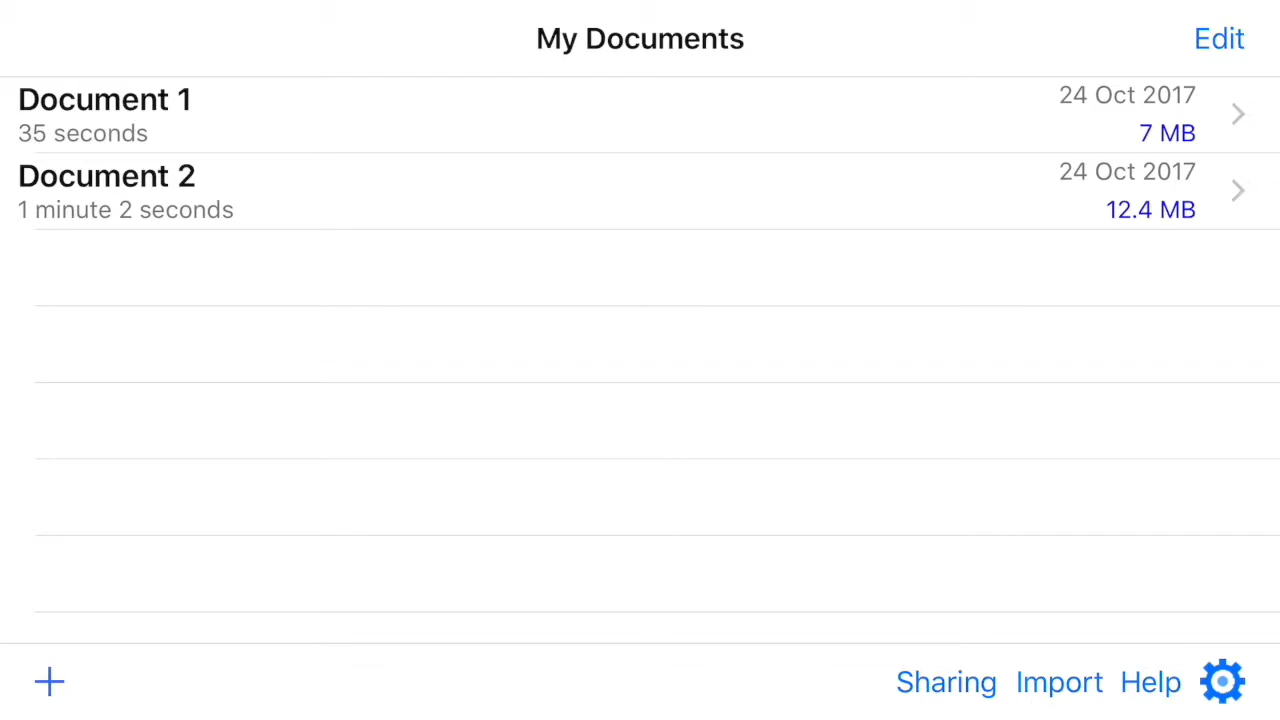 My Documents
Edit
Document 1
24 Oct 2017
35 seconds
7 MB
Document 2
24 Oct 2017
1 minute 2 seconds
12.4 MB
Sharing
Import
Help